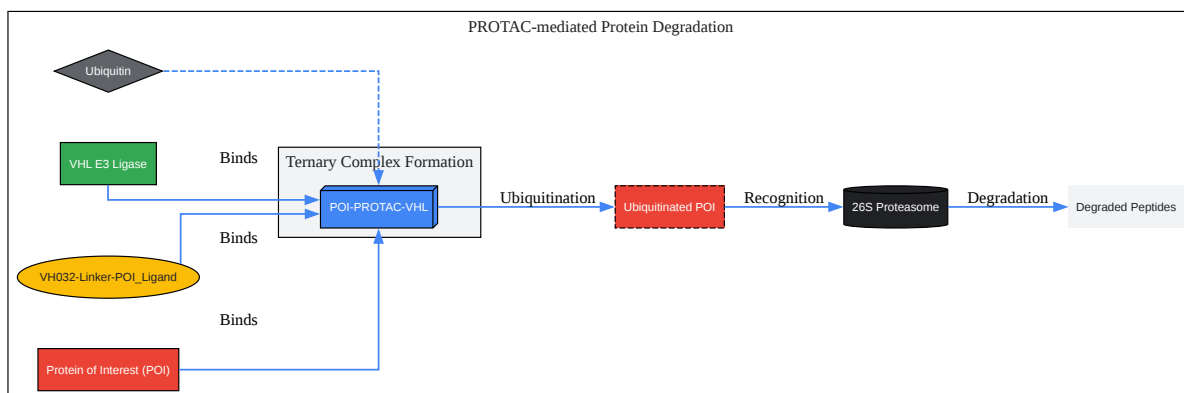 PROTAC-mediated Protein Degradation
Ubiquitin
VHL E3 Ligase
Binds
Ternary Complex Formation
POI-PROTAC-VHL
Ubiquitination
Ubiquitinated POI
Recognition
26S Proteasome
Degradation
Degraded Peptides
Binds
VH032-Linker-POI_Ligand
Binds
Protein of Interest (POI)